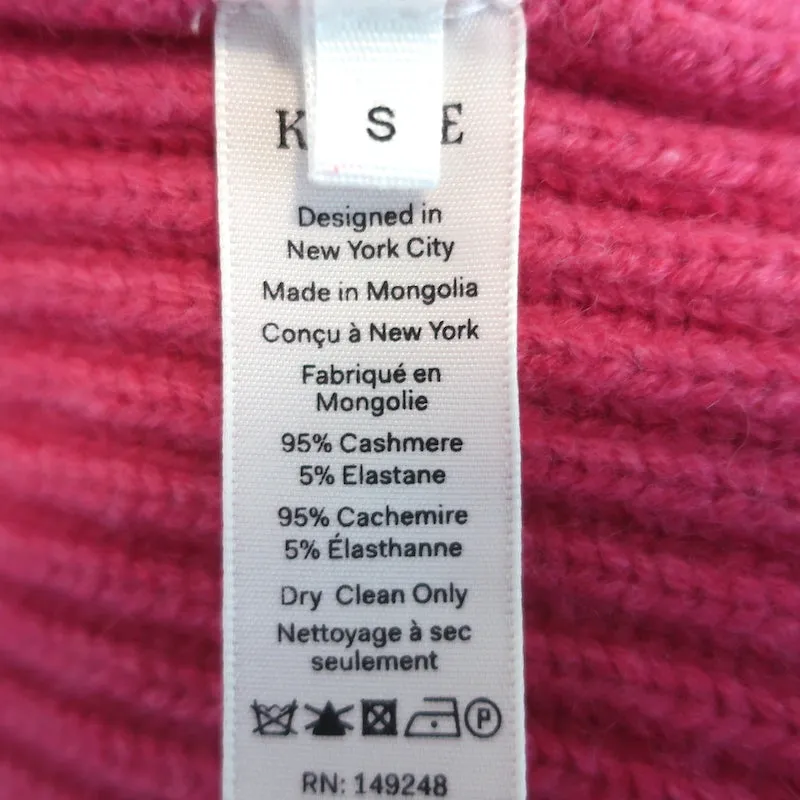 S
Designed in
New York City
Made in Mongolia
Conçu à New York
Fabriqué en
Mongolie
95% Cashmere
5% Elastane
95% Cachemire
5% Élasthanne
Dry Clean Only
Nettoyage à sec
seulement
P
RN: 149248